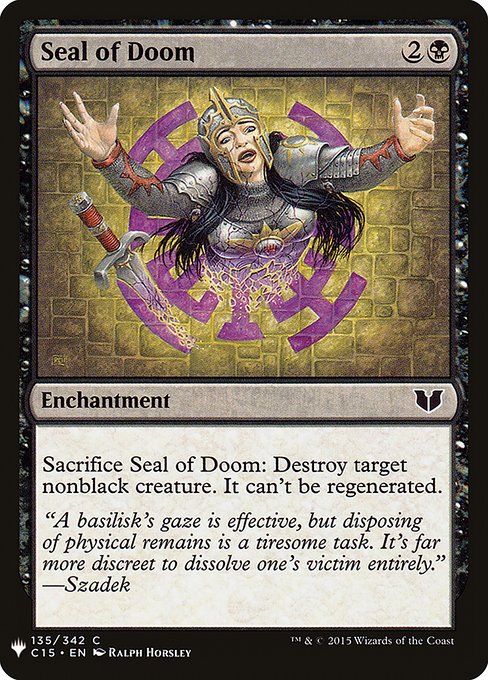 Seal of Doom 2
Enchantment
Sacrifice Seal of Doom: Destroy target
nonblack creature. It can't be regenerated.
“A basilisk's gaze is effective, but disposing
of physical remains is a tiresome task. It's far
more discreet to dissolve one's victim entirely.”
—Szadek
135/342 C
C15 • EN RALPH HORSLEY
™ & © 2015 Wizards of the Coast